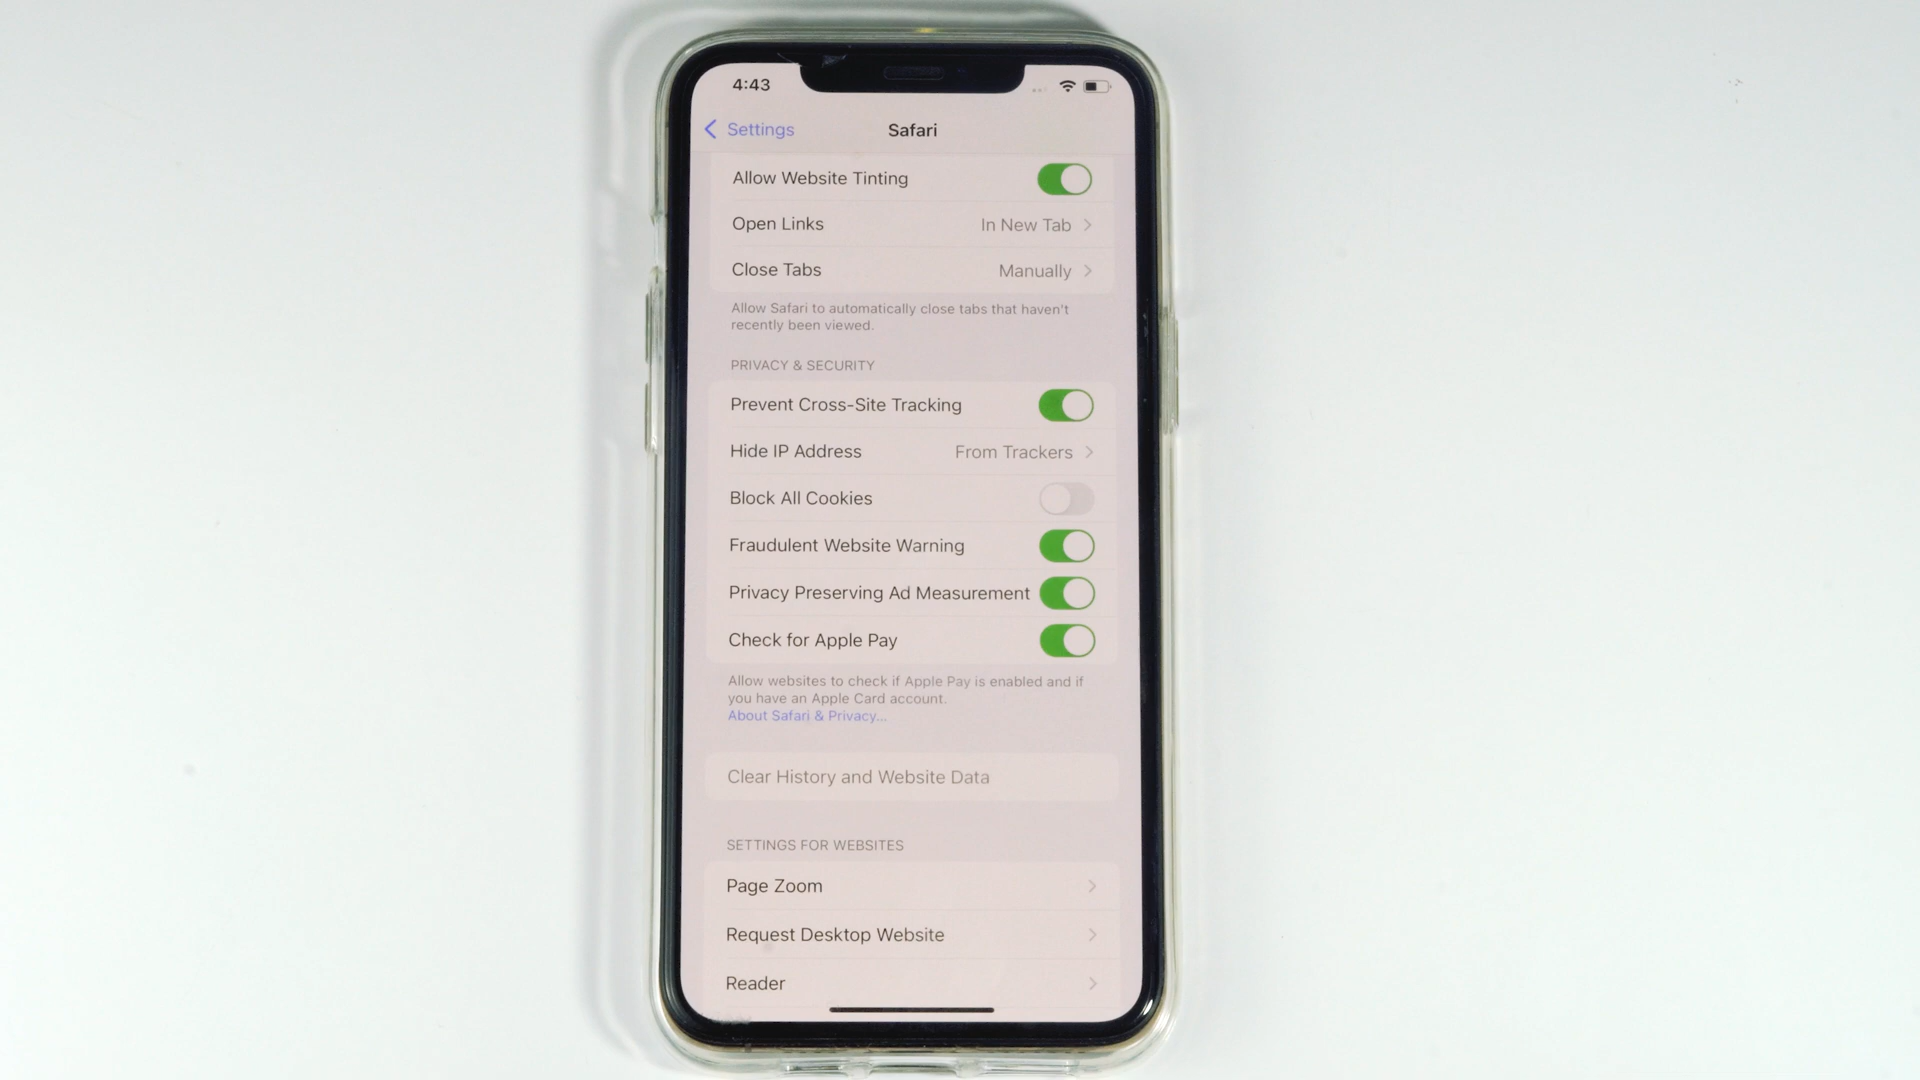 4:43
Settings
Safari
Allow Website Tinting
Open Links
In New Tab
Close Tabs
Manually
Allow Safari to automatically close tabs that haven't
recently been viewed.
PRIVACY & SECURITY
Prevent Cross-Site Tracking
Hide IP Address
From Trackers
Block All Cookies
Fraudulent Website Warning
Privacy Preserving Ad Measurement
Check for Apple Pay
Allow websites to check if Apple Pay is enabled and if
you have an Apple Card account.
About Safari & Privacy...
Clear History and Website Data
SETTINGS FOR WEBSITES
Page Zoom
Request Desktop Website
Reader